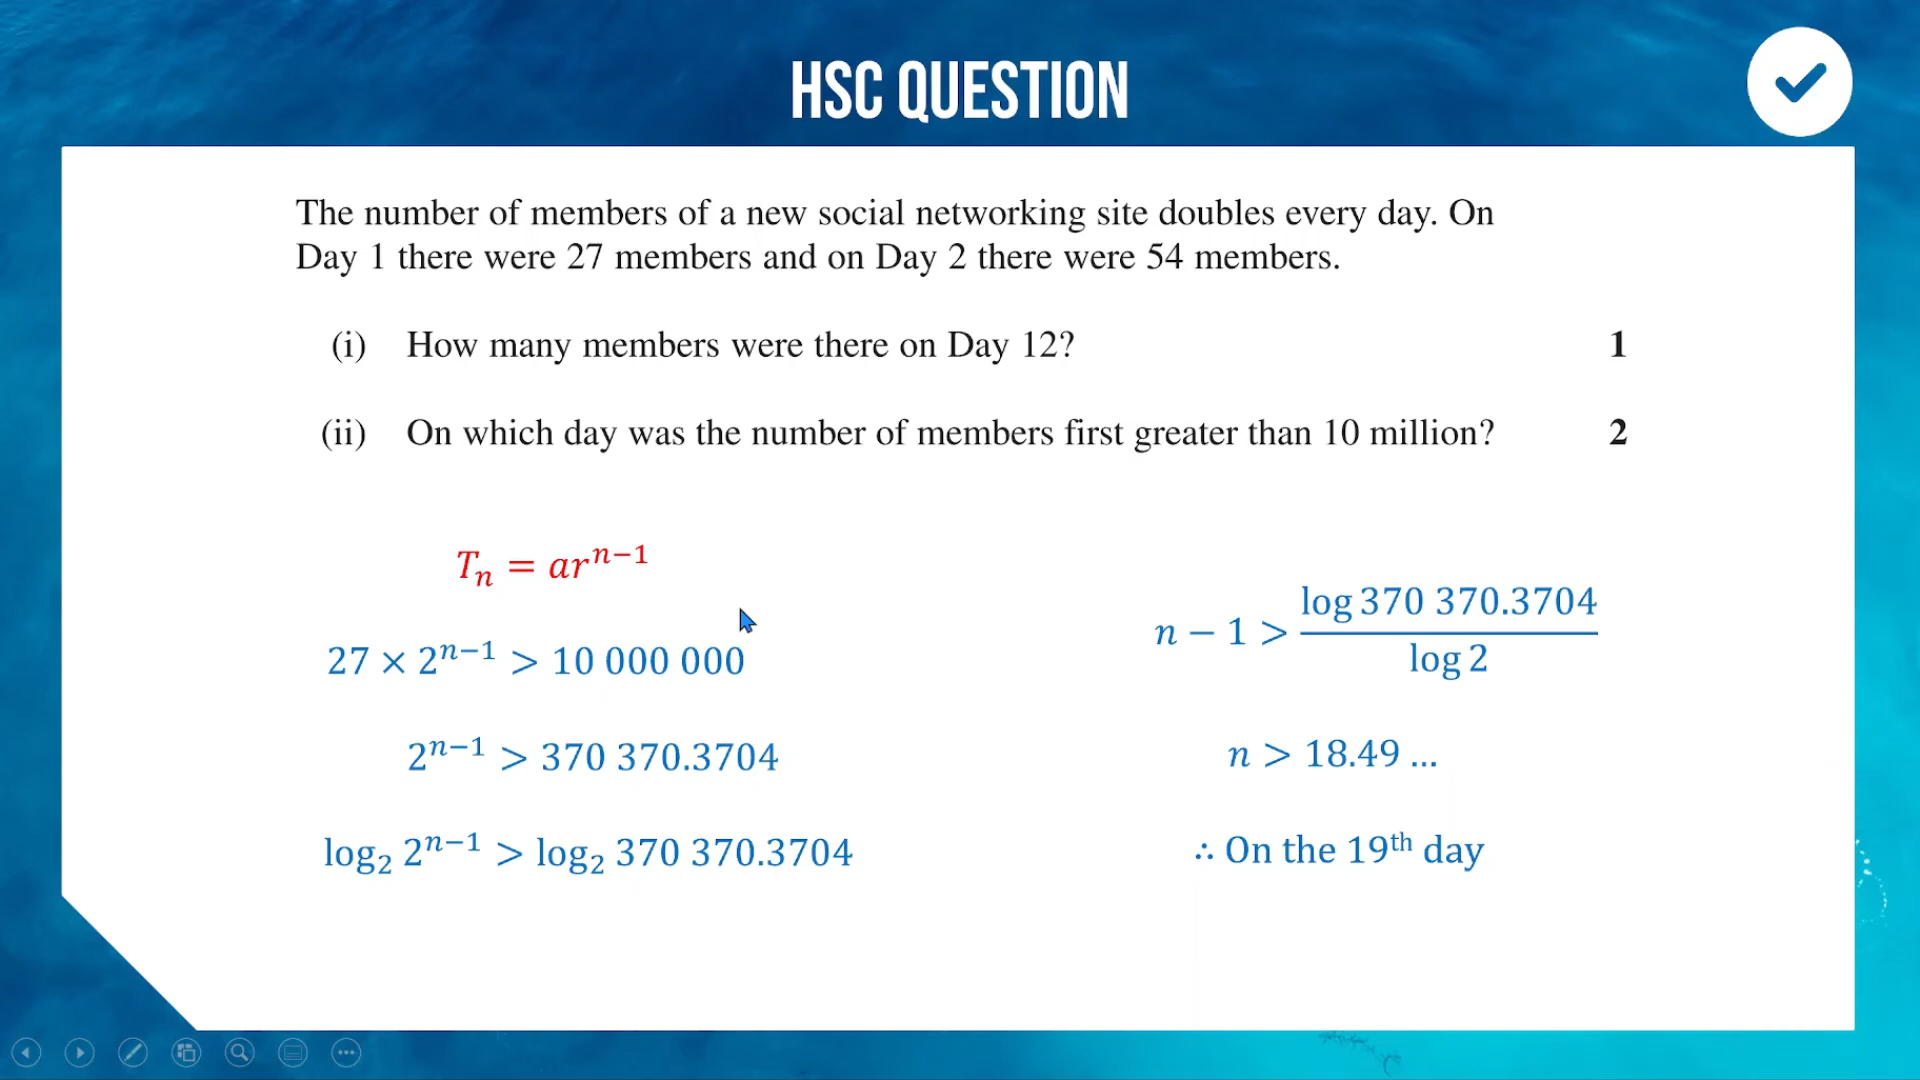 HSC QUESTION
The number of members of a new social networking site doubles every day. On
Day 1 there were 27 members and on Day 2 there were 54 members.
(i) How many members were there on Day 12? 1
(ii) On which day was the number of members first greater than 10 million? 2
Tₙ = arⁿ⁻¹
27 × 2ⁿ⁻¹ > 10 000 000
2ⁿ⁻¹ > 370 370.3704
log₂ 2ⁿ⁻¹ > log₂ 370 370.3704
n − 1 > log 370 370.3704 / log 2
n > 18.49 ...
∴ On the 19ᵗʰ day